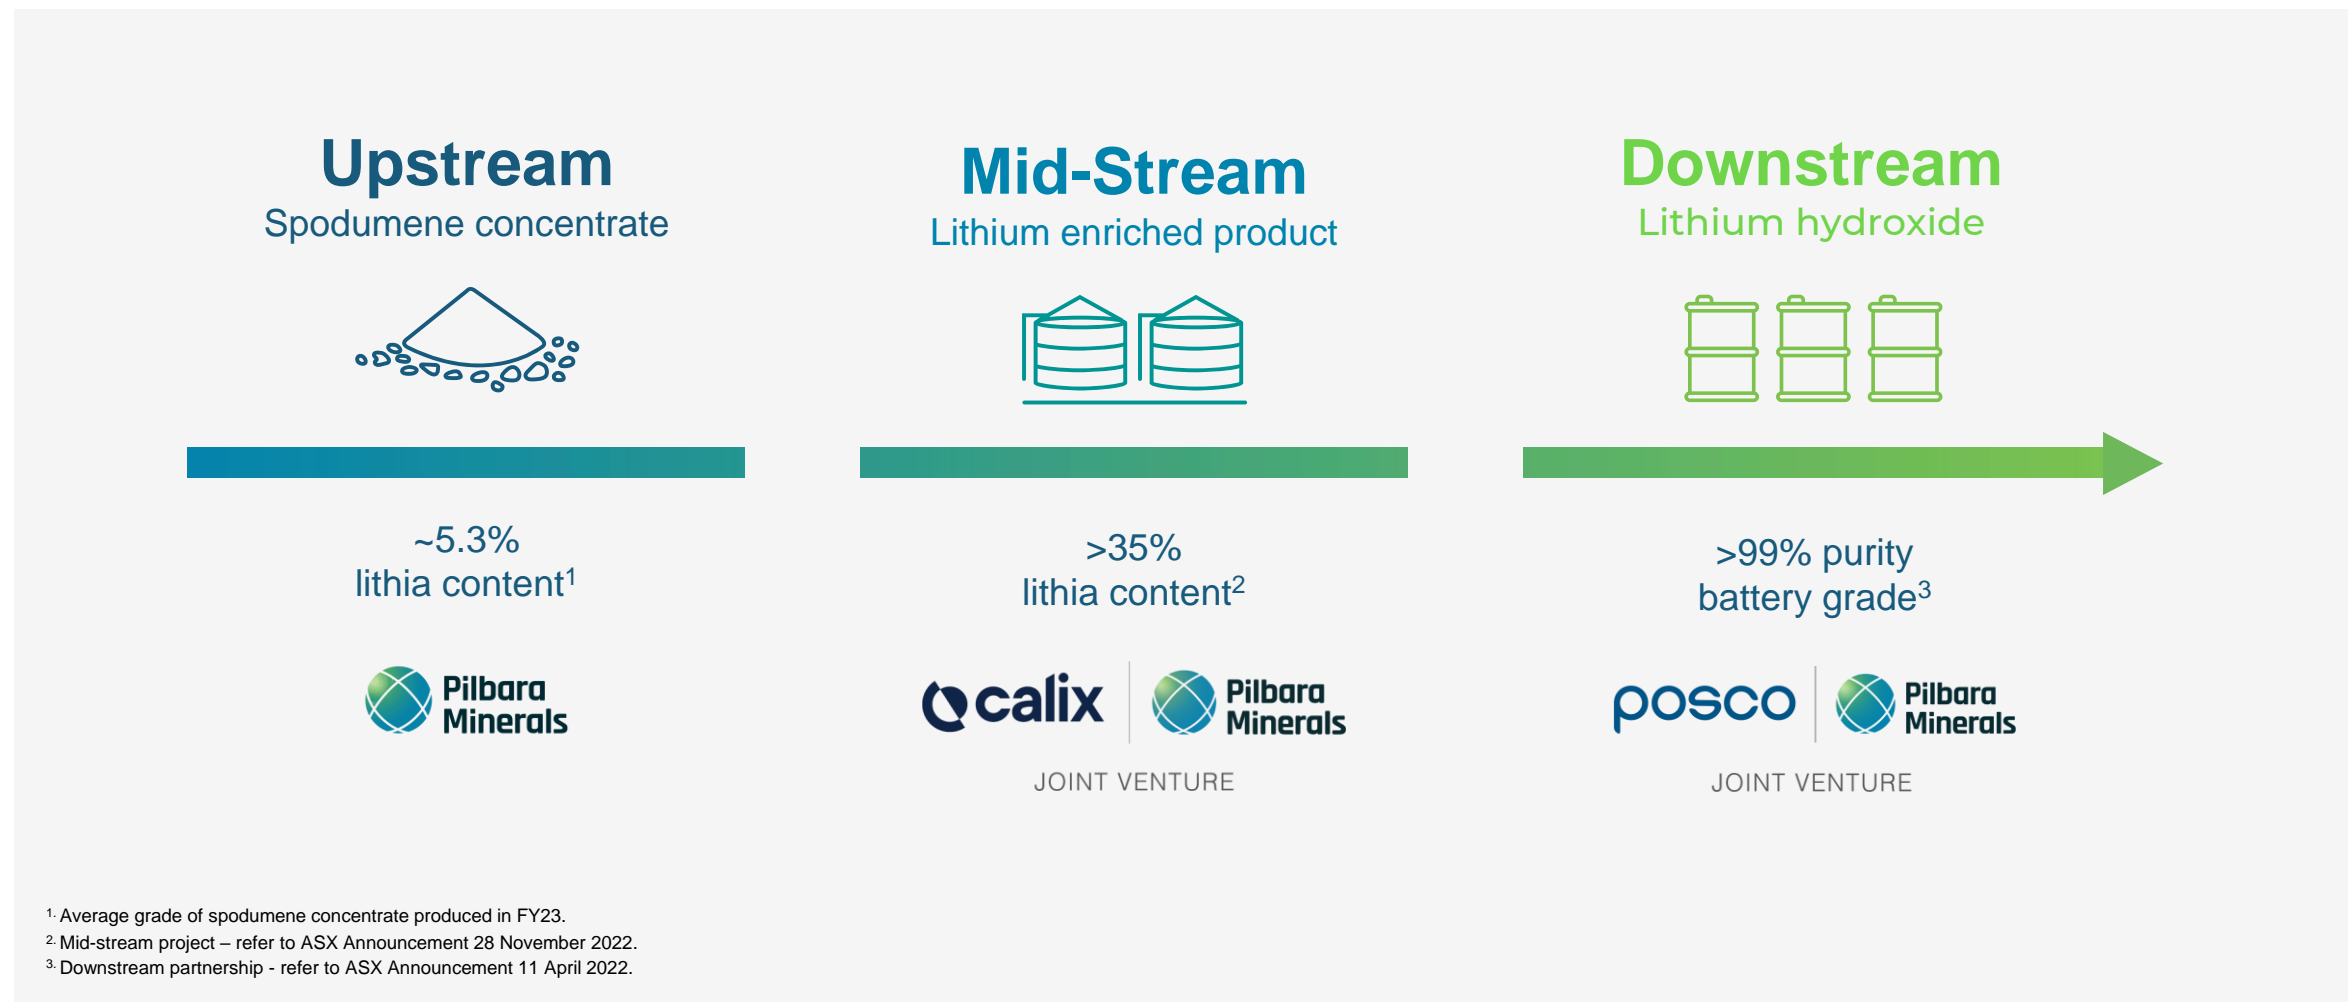 Upstream
Spodumene concentrate
~5.3%
lithia content¹
Pilbara
Minerals
Mid-Stream
Lithium enriched product
>35%
lithia content²
calix
Pilbara
Minerals
JOINT VENTURE
Downstream
Lithium hydroxide
>99% purity
battery grade³
posco
Pilbara
Minerals
JOINT VENTURE
1. Average grade of spodumene concentrate produced in FY23.
2. Mid-stream project – refer to ASX Announcement 28 November 2022.
3. Downstream partnership - refer to ASX Announcement 11 April 2022.